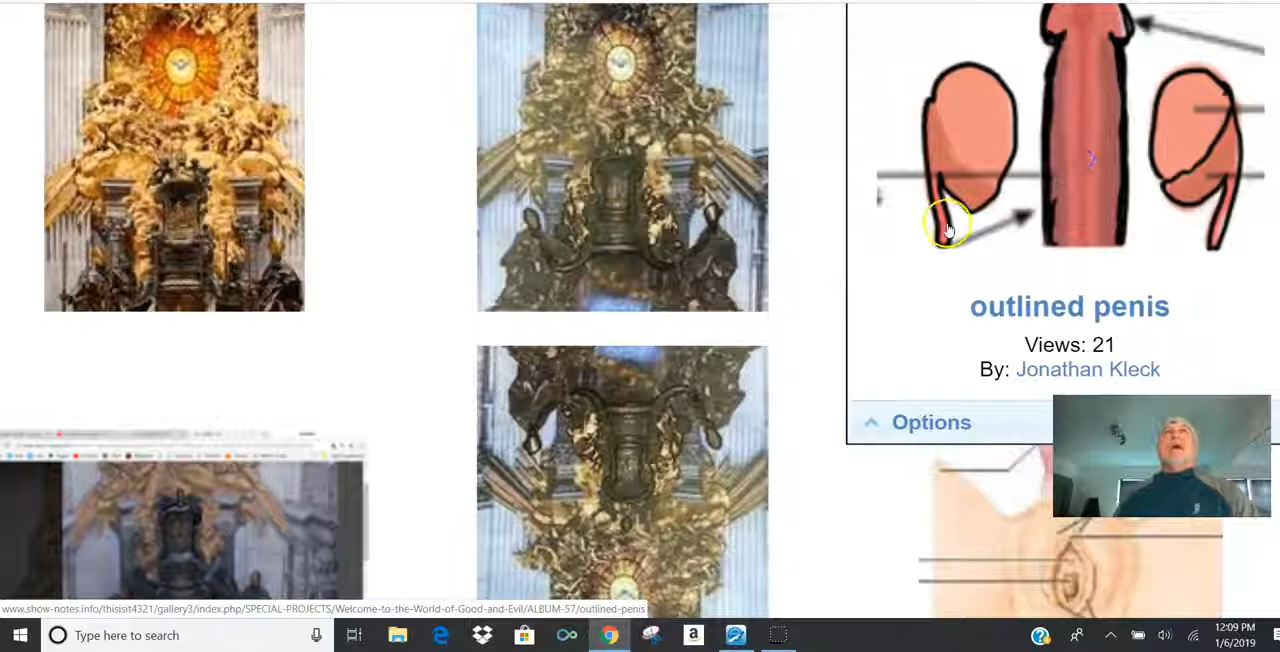 outlined penis
Views: 21
By: Jonathan Kleck
Options
www.show-notes.info/thisisit4321/gallery3/index.php/SPECIAL-PROJECTS/Welcome-to-the-World-of-Good-and-Evil/ALBUM-57/outlined-penis
Type here to search
a
12:09 PM
1/6/2019